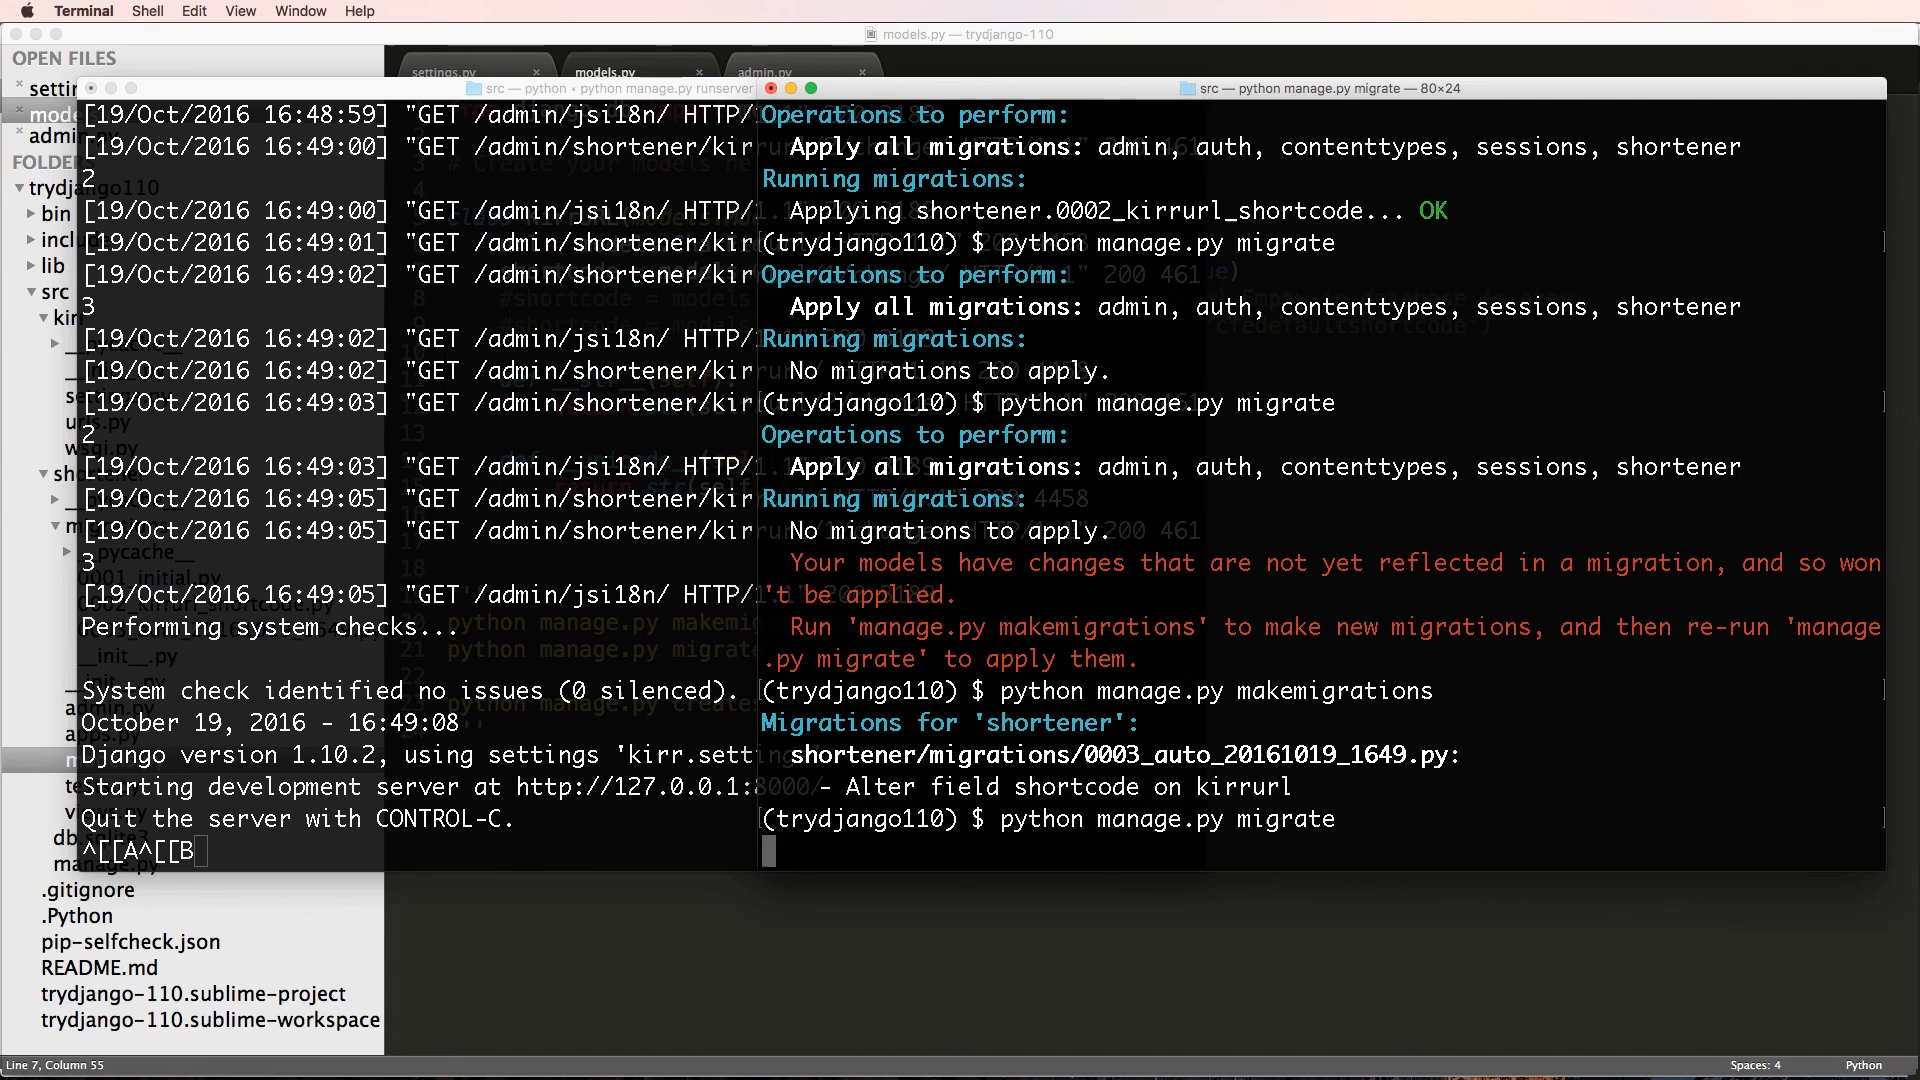 Terminal Shell Edit View Window Help
models.py — trydjango-110
OPEN FILES
settings.py models.py admin.py
src — python ‹ python manage.py runserver
src — python manage.py migrate — 80×24
[19/Oct/2016 16:48:59] "GET /admin/jsi18n/ HTTP/
[19/Oct/2016 16:49:00] "GET /admin/shortener/kir
2
[19/Oct/2016 16:49:00] "GET /admin/jsi18n/ HTTP/1
[19/Oct/2016 16:49:01] "GET /admin/shortener/kir
[19/Oct/2016 16:49:02] "GET /admin/shortener/kir
3
[19/Oct/2016 16:49:02] "GET /admin/jsi18n/ HTTP/1
[19/Oct/2016 16:49:02] "GET /admin/shortener/kir
[19/Oct/2016 16:49:03] "GET /admin/shortener/kir
2
[19/Oct/2016 16:49:03] "GET /admin/jsi18n/ HTTP/1
[19/Oct/2016 16:49:05] "GET /admin/shortener/kir
[19/Oct/2016 16:49:05] "GET /admin/shortener/kir
3
[19/Oct/2016 16:49:05] "GET /admin/jsi18n/ HTTP/1
Performing system checks...
System check identified no issues (0 silenced).
October 19, 2016 - 16:49:08
Django version 1.10.2, using settings 'kirr.setting
Starting development server at http://127.0.0.1:8000/
Quit the server with CONTROL-C.
^[[A^[[B
Operations to perform:
Apply all migrations: admin, auth, contenttypes, sessions, shortener
Running migrations:
Applying shortener.0002_kirrurl_shortcode... OK
(trydjango110) $ python manage.py migrate
Operations to perform:
Apply all migrations: admin, auth, contenttypes, sessions, shortener
Running migrations:
No migrations to apply.
(trydjango110) $ python manage.py migrate
Operations to perform:
Apply all migrations: admin, auth, contenttypes, sessions, shortener
Running migrations:
No migrations to apply.
Your models have changes that are not yet reflected in a migration, and so won
't be applied.
Run 'manage.py makemigrations' to make new migrations, and then re-run 'manage
.py migrate' to apply them.
(trydjango110) $ python manage.py makemigrations
Migrations for 'shortener':
shortener/migrations/0003_auto_20161019_1649.py:
- Alter field shortcode on kirrurl
(trydjango110) $ python manage.py migrate
FOLDERS
trydjango110
bin
lib
src
urls.py
wsgi.py
__pycache__
0001_initial.py
0002_kirrurl_shortcode.py
__init__.py
admin.py
apps.py
db.sqlite3
manage.py
.gitignore
.Python
pip-selfcheck.json
README.md
trydjango-110.sublime-project
trydjango-110.sublime-workspace
Line 7, Column 55
Spaces: 4
Python